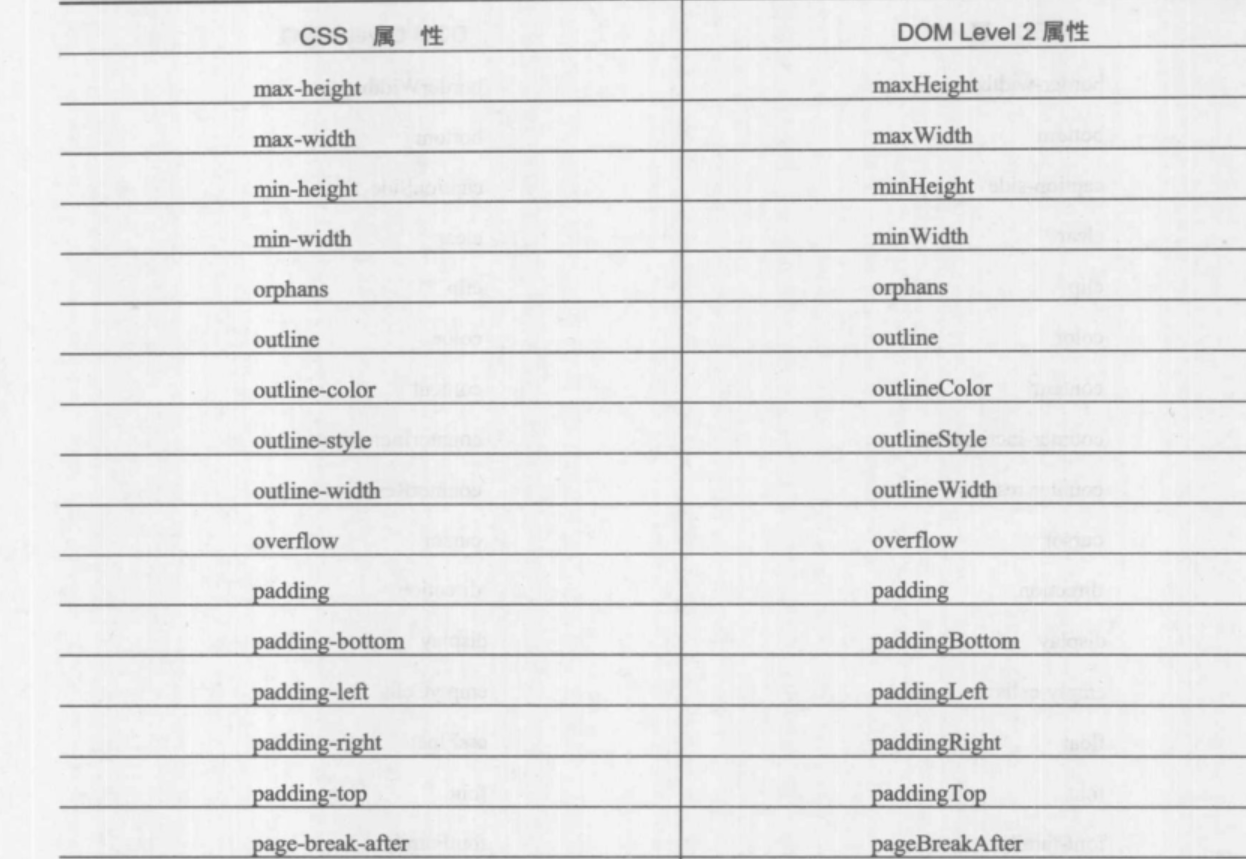 CSS 属 性 DOM Level 2 属性
max-height maxHeight
max-width maxWidth
min-height minHeight
min-width minWidth
orphans orphans
outline outline
outline-color outlineColor
outline-style outlineStyle
outline-width outlineWidth
overflow overflow
padding padding
padding-bottom paddingBottom
padding-left paddingLeft
padding-right paddingRight
padding-top paddingTop
page-break-after pageBreakAfter